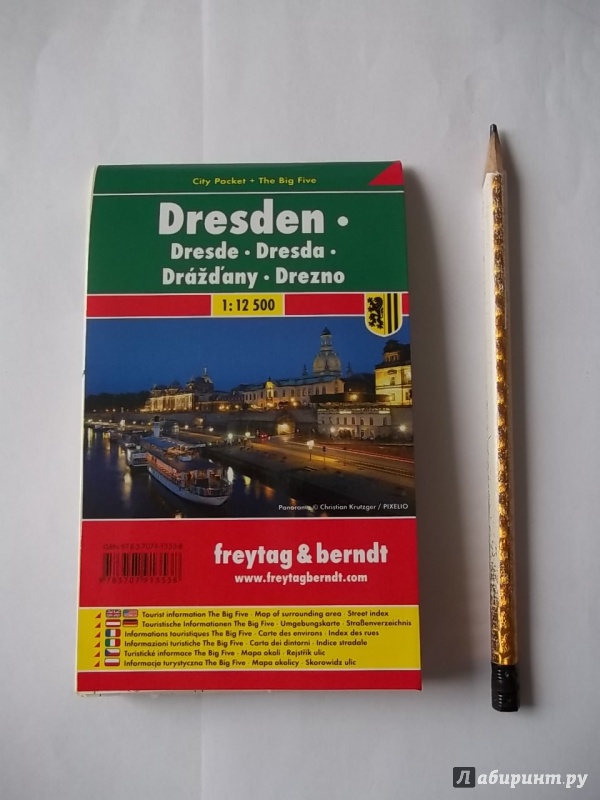 City Pocket + The Big Five
Dresden •
Dresde • Dresda •
Drážďany • Drezno
1:12 500
Panorama © Christian Krutzger / PIXELIO
freytag & berndt
www.freytagberndt.com
Tourist information The Big Five · Map of surrounding area · Street index
Touristische Informationen The Big Five · Umgebungskarte · Straßenverzeichnis
Informations touristiques The Big Five · Carte des environs · Index des rues
Informazioni turistiche The Big Five · Carta dei dintorni · Indice stradale
Turistické informace The Big Five · Mapa okolí · Rejstřík ulic
Informacja turystyczna The Big Five · Mapa okolicy · Skorowidz ulic
лабиринт.ру